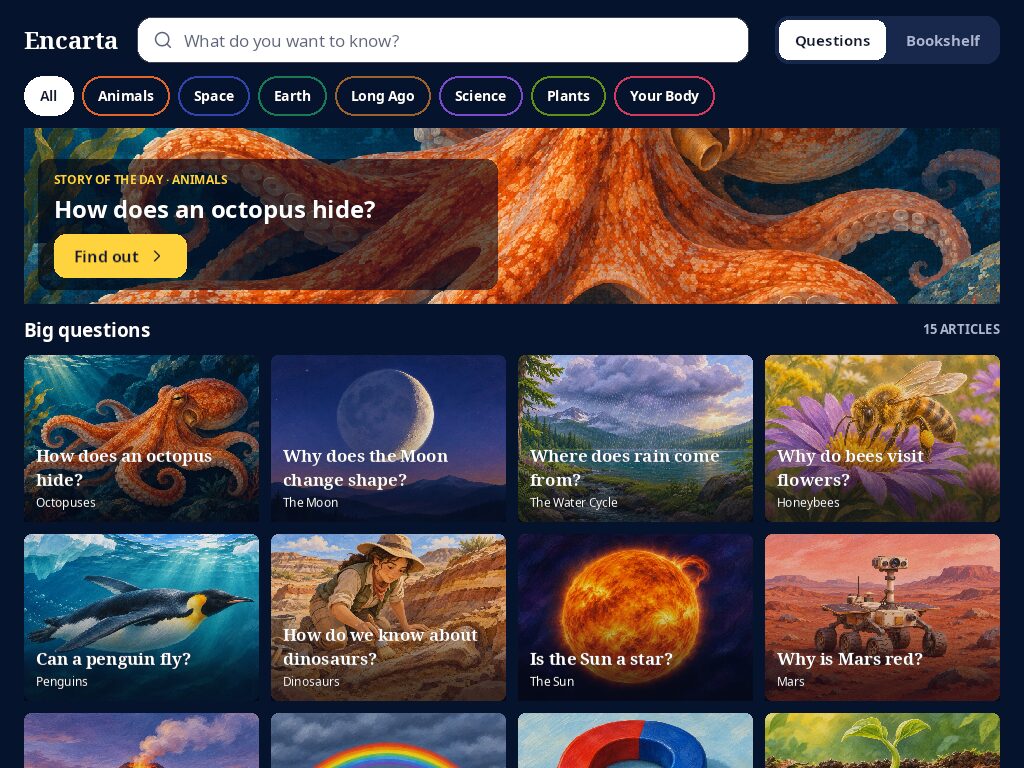 Encarta
What do you want to know?
Questions
Bookshelf
All
Animals
Space
Earth
Long Ago
Science
Plants
Your Body
STORY OF THE DAY · ANIMALS
How does an octopus hide?
Find out
Big questions
15 ARTICLES
How does an octopus
hide?
Octopuses
Why does the Moon
change shape?
The Moon
Where does rain come
from?
The Water Cycle
Why do bees visit
flowers?
Honeybees
Can a penguin fly?
Penguins
How do we know about
dinosaurs?
Dinosaurs
Is the Sun a star?
The Sun
Why is Mars red?
Mars